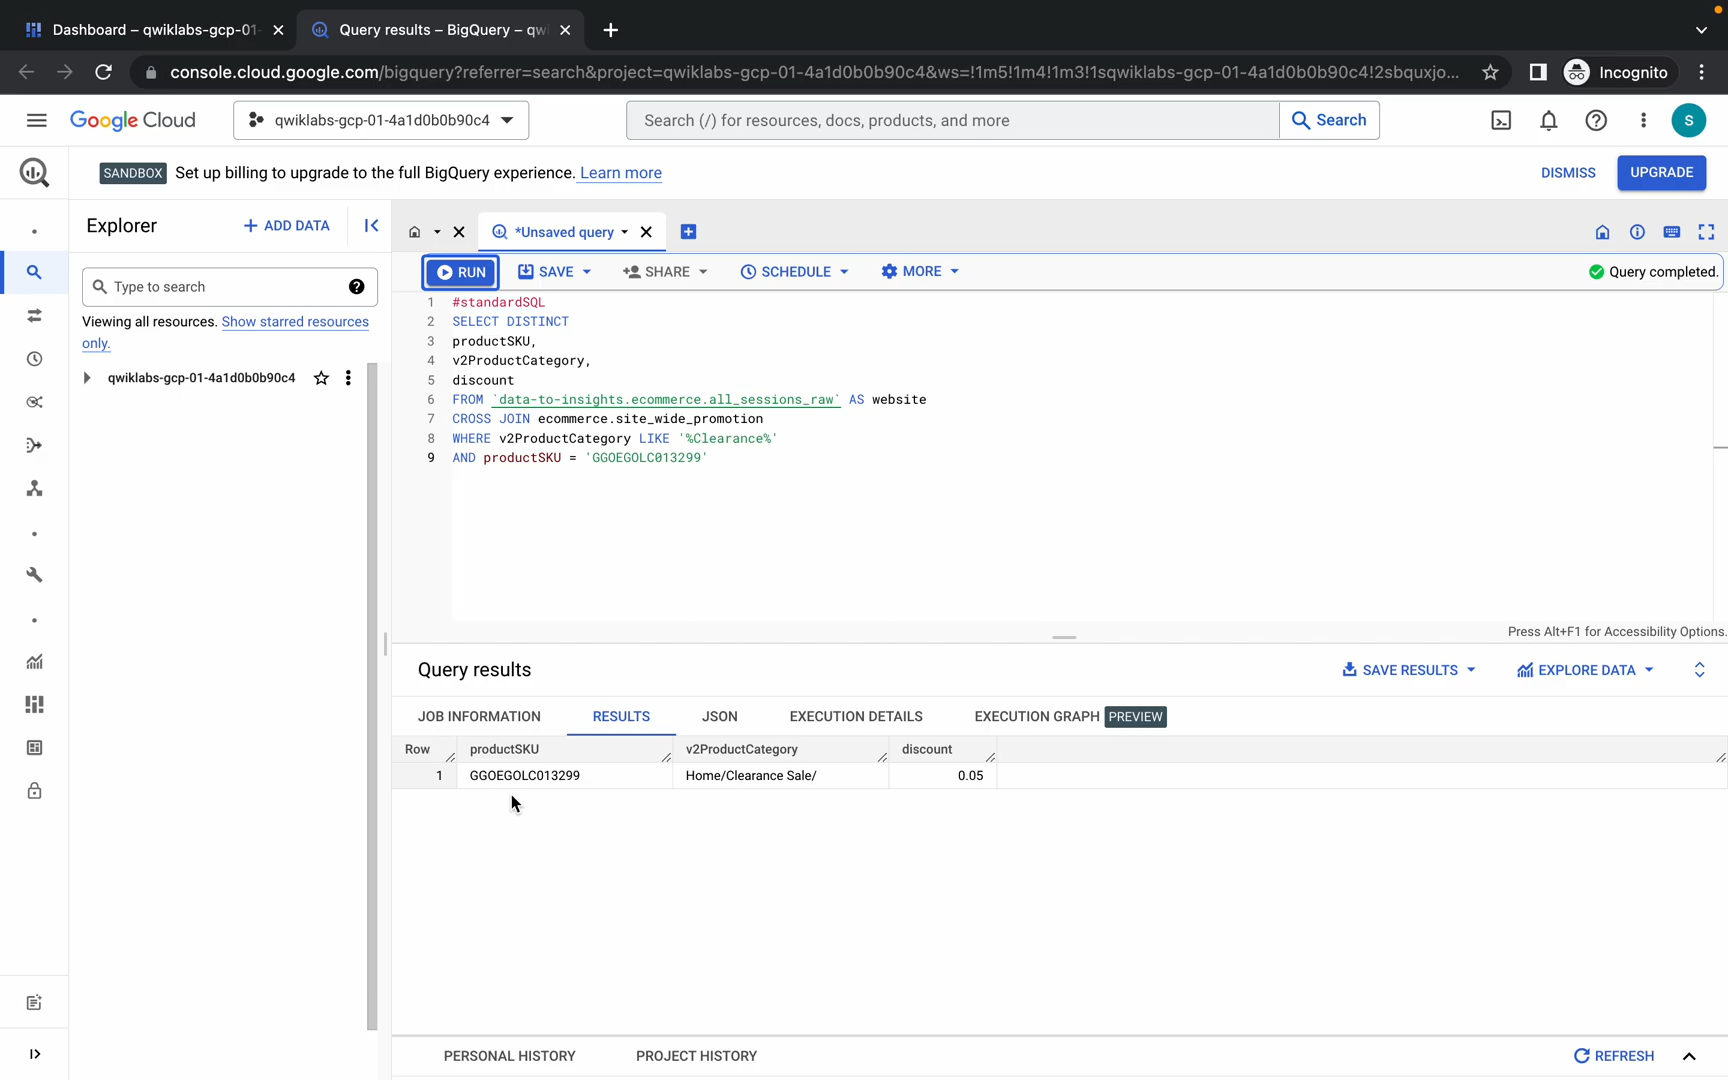 Dashboard – qwiklabs-gcp-01-
Query results – BigQuery – qwi
console.cloud.google.com/bigquery?referrer=search&project=qwiklabs-gcp-01-4a1d0b0b90c4&ws=!1m5!1m4!1m3!1sqwiklabs-gcp-01-4a1d0b0b90c4!2sbquxjo...
Incognito
Google Cloud
qwiklabs-gcp-01-4a1d0b0b90c4
Search (/) for resources, docs, products, and more
Search
S
SANDBOX Set up billing to upgrade to the full BigQuery experience. Learn more
DISMISS
UPGRADE
Explorer
+ ADD DATA
*Unsaved query
Type to search
Viewing all resources. Show starred resources
only.
qwiklabs-gcp-01-4a1d0b0b90c4
RUN
SAVE
SHARE
SCHEDULE
MORE
Query completed.
1 #standardSQL
2 SELECT DISTINCT
3 productSKU,
4 v2ProductCategory,
5 discount
6 FROM `data-to-insights.ecommerce.all_sessions_raw` AS website
7 CROSS JOIN ecommerce.site_wide_promotion
8 WHERE v2ProductCategory LIKE '%Clearance%'
9 AND productSKU = 'GGOEGOLC013299'
Press Alt+F1 for Accessibility Options.
Query results
SAVE RESULTS
EXPLORE DATA
JOB INFORMATION
RESULTS
JSON
EXECUTION DETAILS
EXECUTION GRAPH PREVIEW
Row productSKU v2ProductCategory discount
1 GGOEGOLC013299 Home/Clearance Sale/ 0.05
PERSONAL HISTORY
PROJECT HISTORY
REFRESH